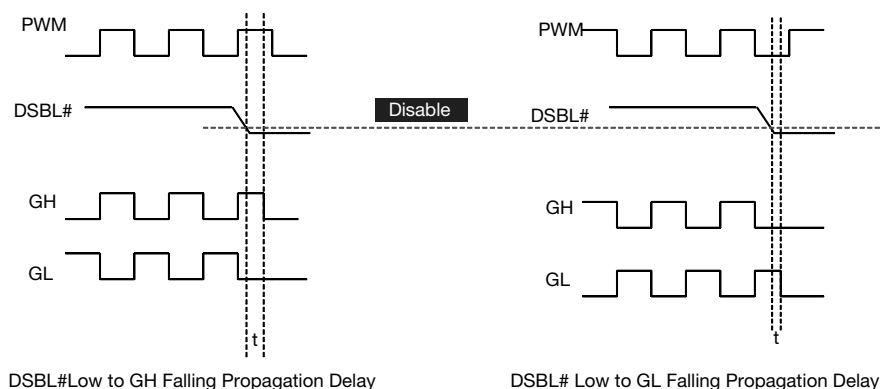 PWM
DSBL#
GH
GL
t
DSBL#Low to GH Falling Propagation Delay
Disable
PWM
DSBL#
GH
GL
t
DSBL# Low to GL Falling Propagation Delay